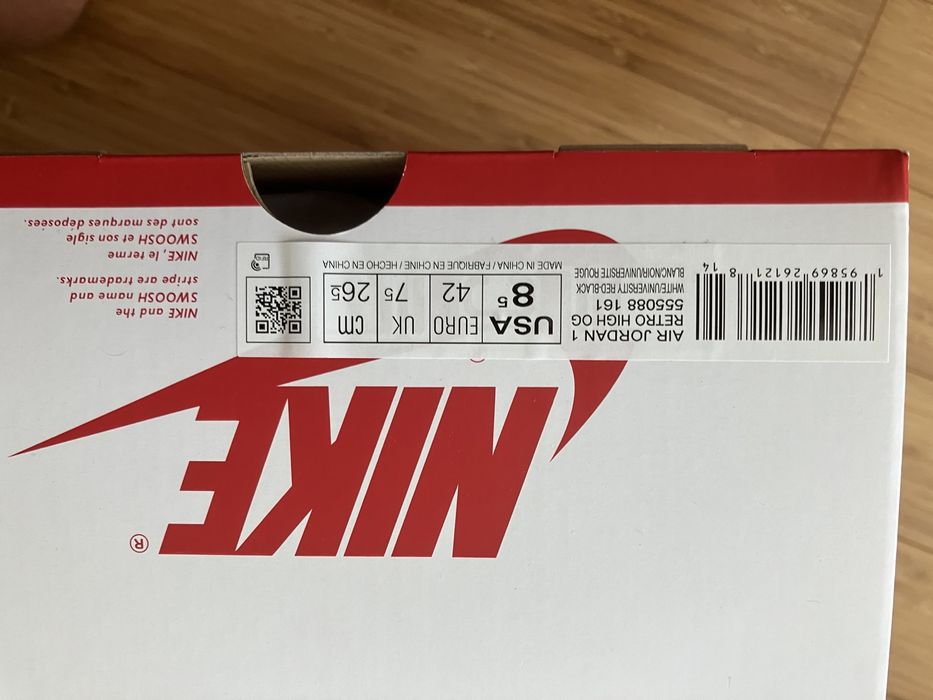 NIKE®
AIR JORDAN 1
RETRO HIGH OG
555088 161
WHITE/UNIVERSITY RED-BLACK
BLANC/NOIR/UNIVERSITE ROUGE
1 95869 26121 8 14
USA EURO UK CM
8 5 42 7 5 26 5
MADE IN CHINA / FABRIQUE EN CHINE / HECHO EN CHINA
NIKE and the
SWOOSH name and
stripe are trademarks.
NIKE, le terme
SWOOSH et son sigle
sont des marques déposées.